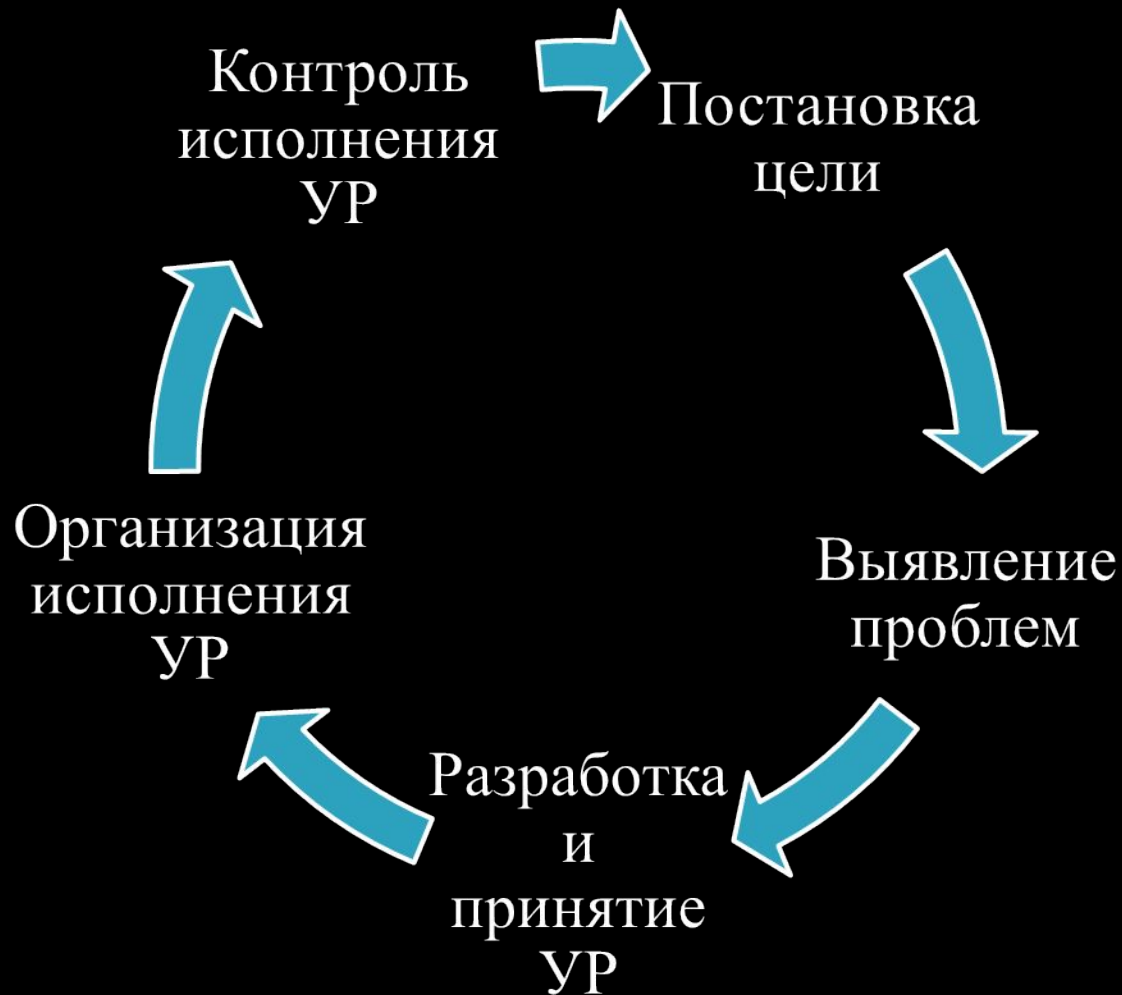 Контроль
исполнения
УР
Постановка
цели
Выявление
проблем
Разработка
и
принятие
УР
Организация
исполнения
УР